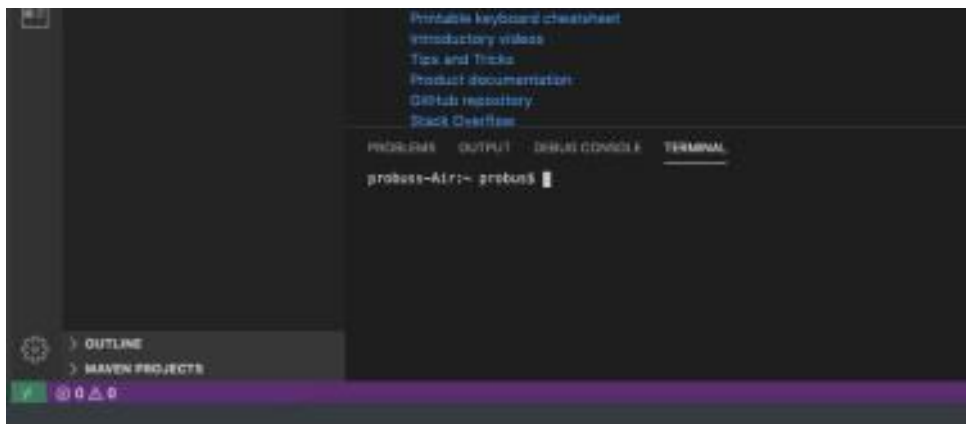 Printable keyboard cheatsheet
Introductory videos
Tips and Tricks
Product documentation
GitHub repository
Stack Overflow
PROBLEMS OUTPUT DEBUG CONSOLE TERMINAL
probuss-Air:~ probus$
OUTLINE
MAVEN PROJECTS
0 0